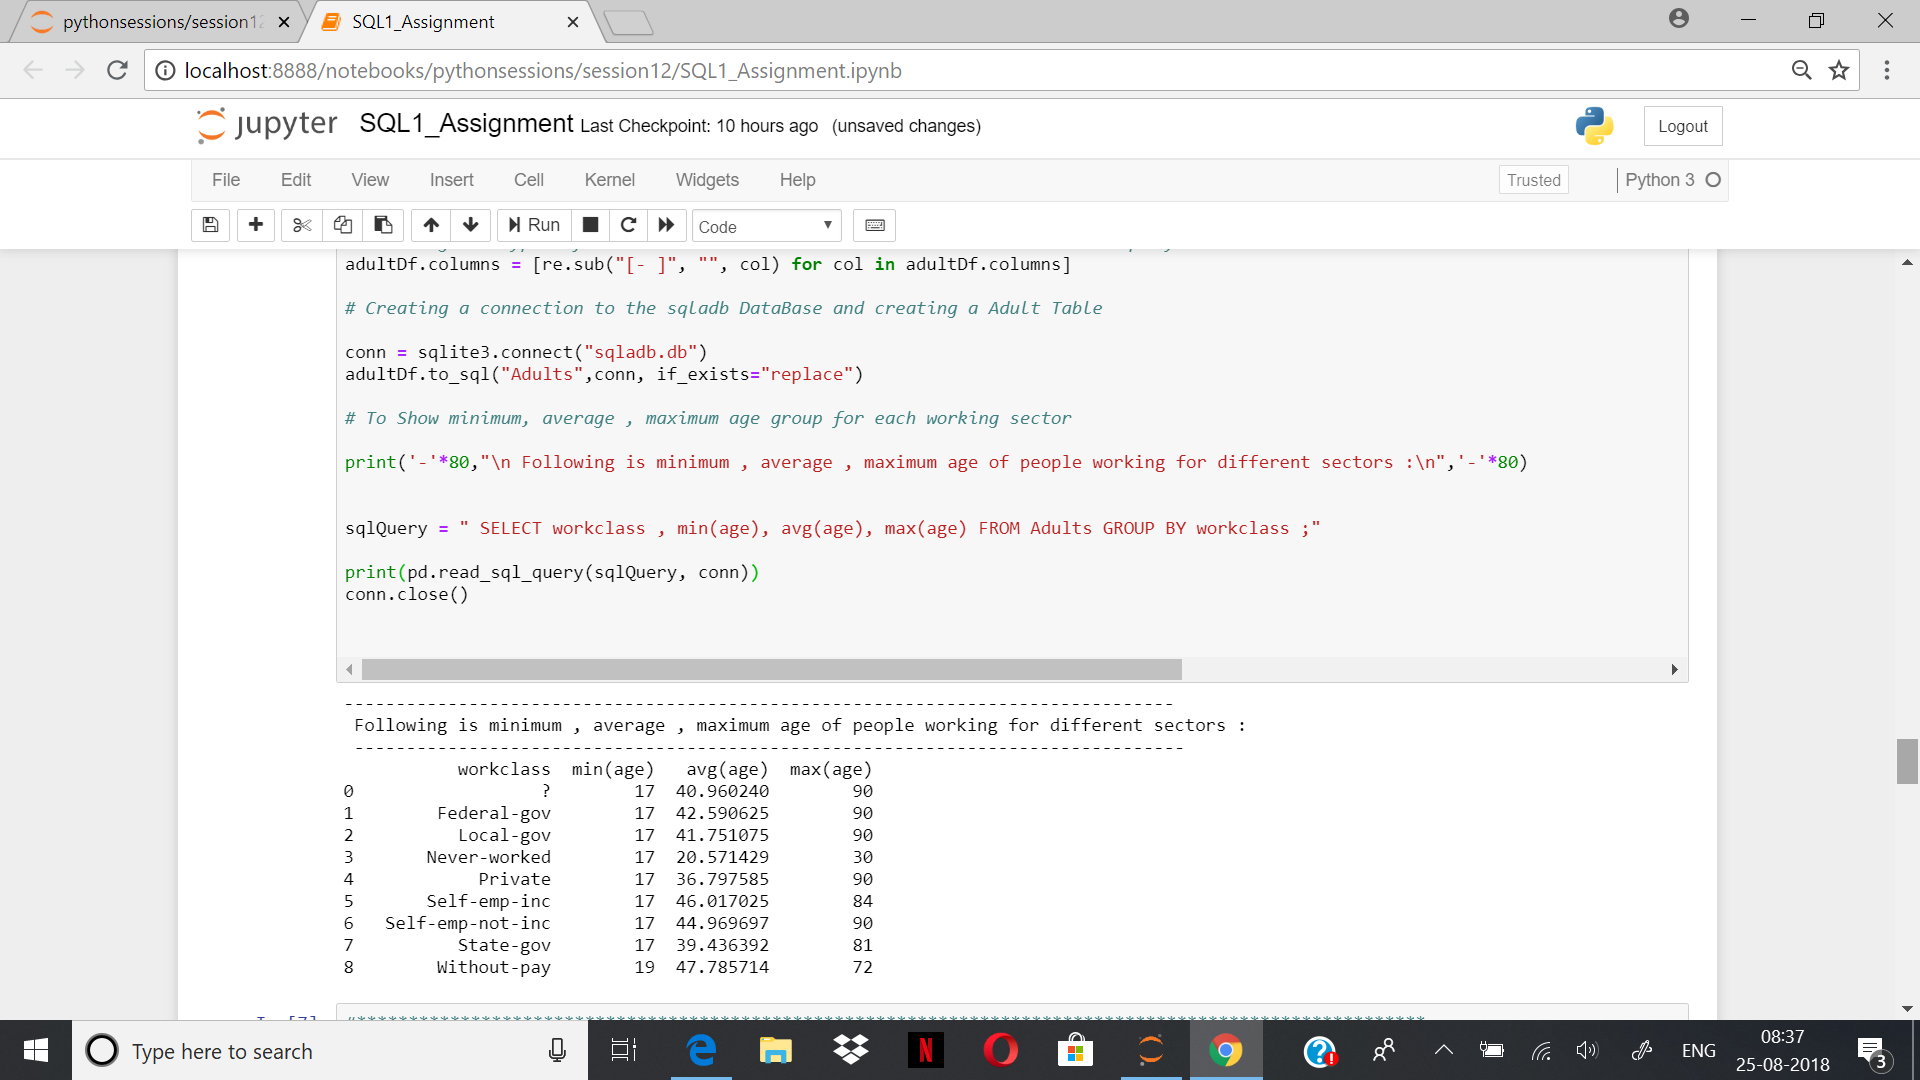 pythonsessions/session12
SQL1_Assignment
localhost:8888/notebooks/pythonsessions/session12/SQL1_Assignment.ipynb
jupyter SQL1_Assignment Last Checkpoint: 10 hours ago (unsaved changes)
Logout
File Edit View Insert Cell Kernel Widgets Help
Trusted Python 3
Run Code
adultDf.columns = [re.sub("[- ]", "", col) for col in adultDf.columns]
# Creating a connection to the sqladb DataBase and creating a Adult Table
conn = sqlite3.connect("sqladb.db")
adultDf.to_sql("Adults",conn, if_exists="replace")
# To Show minimum, average , maximum age group for each working sector
print('-'*80,"\n Following is minimum , average , maximum age of people working for different sectors :\n",'-'*80)
sqlQuery = " SELECT workclass , min(age), avg(age), max(age) FROM Adults GROUP BY workclass ;"
print(pd.read_sql_query(sqlQuery, conn))
conn.close()
--------------------------------------------------------------------------------
Following is minimum , average , maximum age of people working for different sectors :
--------------------------------------------------------------------------------
workclass min(age) avg(age) max(age)
0 ? 17 40.960240 90
1 Federal-gov 17 42.590625 90
2 Local-gov 17 41.751075 90
3 Never-worked 17 20.571429 30
4 Private 17 36.797585 90
5 Self-emp-inc 17 46.017025 84
6 Self-emp-not-inc 17 44.969697 90
7 State-gov 17 39.436392 81
8 Without-pay 19 47.785714 72
Type here to search
N
ENG
08:37
25-08-2018
3